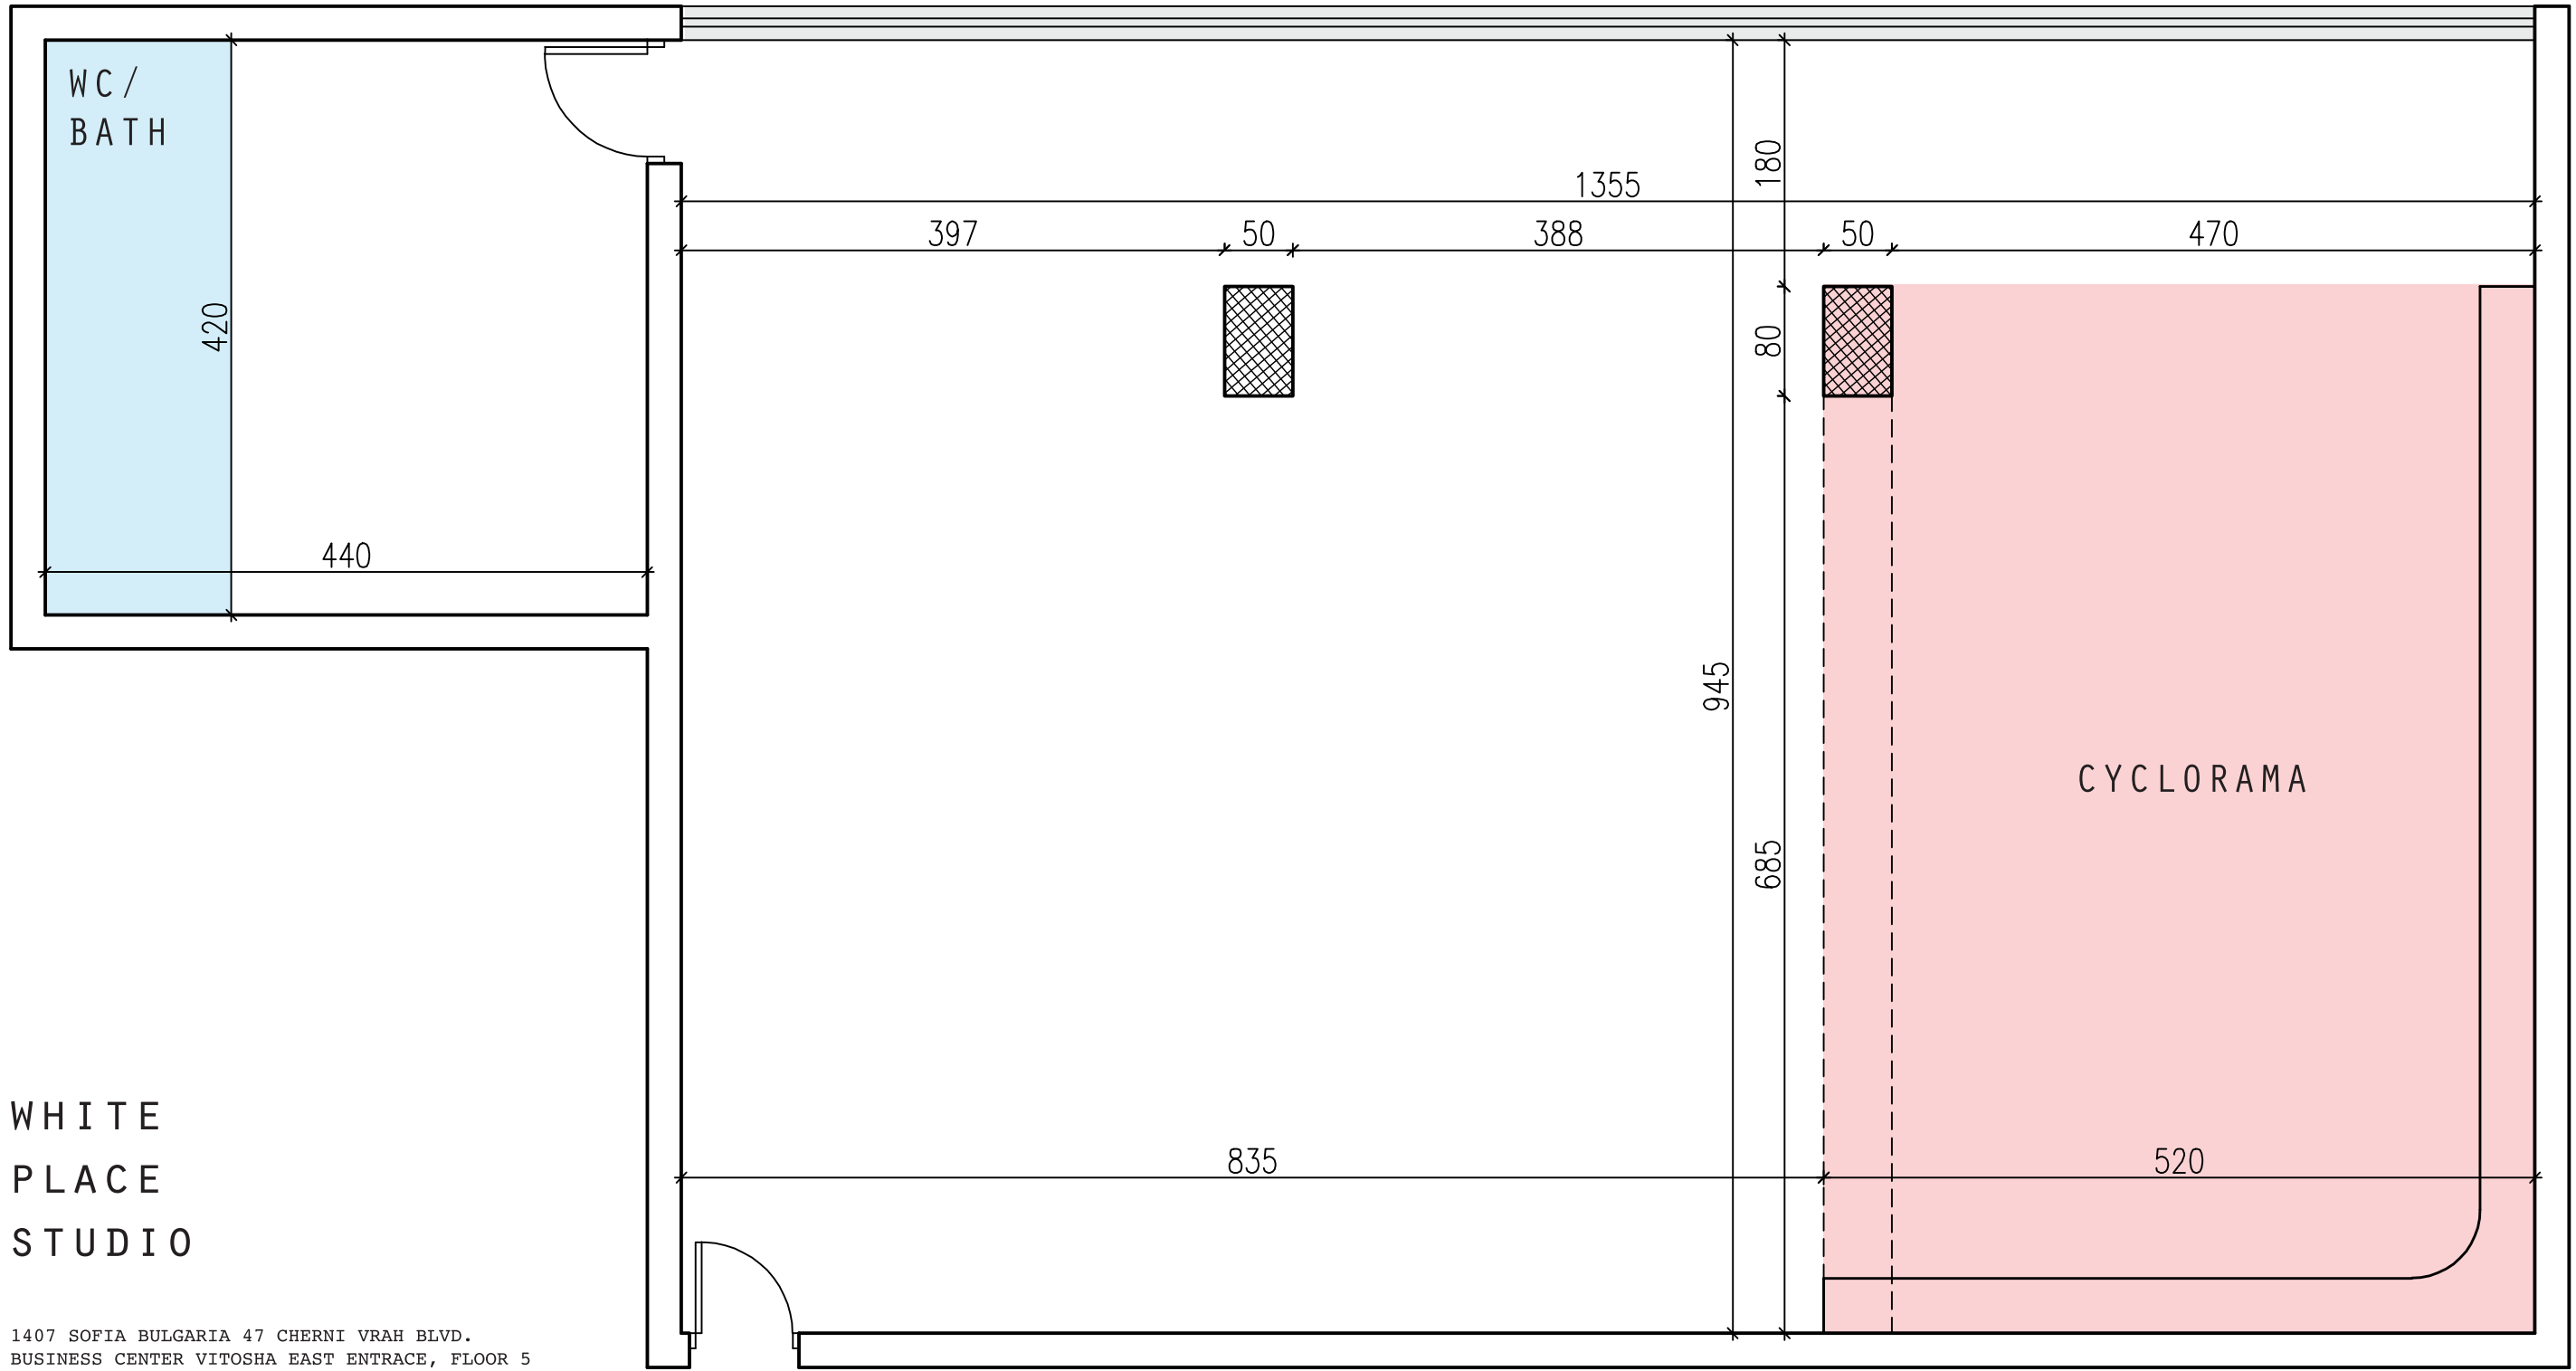 WC/
BATH
180
1355
397
50
388
50
470
420
80
440
945
CYCLORAMA
685
835
520
WHITE
PLACE
STUDIO
1407 SOFIA BULGARIA 47 CHERNI VRAH BLVD.
BUSINESS CENTER VITOSHA EAST ENTRACE, FLOOR 5